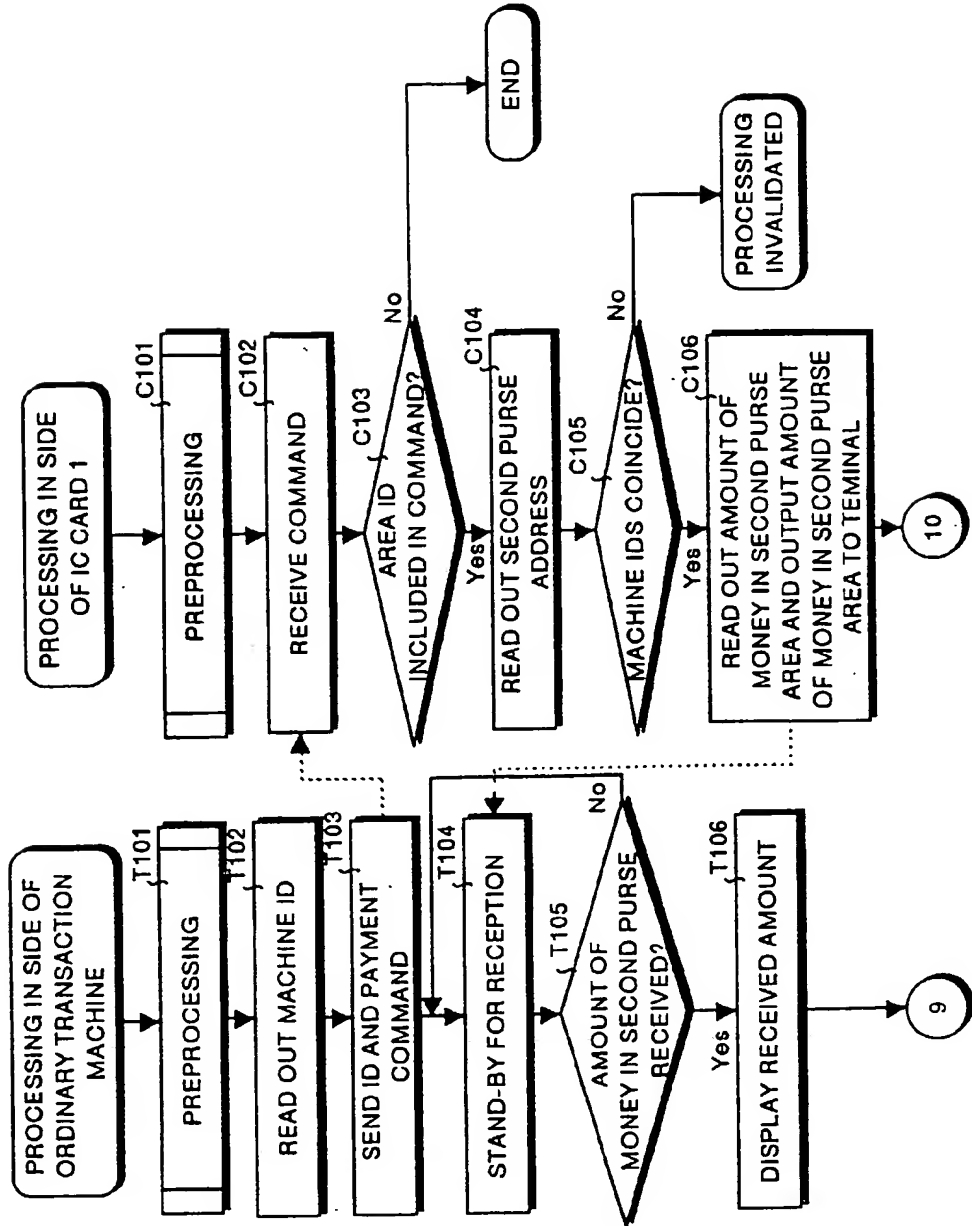 PROCESSING IN SIDE OF
ORDINARY TRANSACTION
MACHINE
T101
PREPROCESSING
T102
READ OUT MACHINE ID
T103
SEND ID AND PAYMENT
COMMAND
T104
STAND-BY FOR RECEPTION
T105
AMOUNT OF
MONEY IN SECOND PURSE
RECEIVED?
No
Yes
T106
DISPLAY RECEIVED AMOUNT
9
PROCESSING IN SIDE
OF IC CARD 1
C101
PREPROCESSING
C102
RECEIVE COMMAND
C103
AREA ID
INCLUDED IN COMMAND?
No
END
Yes
C104
READ OUT SECOND PURSE
ADDRESS
C105
MACHINE IDS COINCIDE?
No
PROCESSING
INVALIDATED
Yes
C106
READ OUT AMOUNT OF
MONEY IN SECOND PURSE
AREA AND OUTPUT AMOUNT
OF MONEY IN SECOND PURSE
AREA TO TEMINAL
10